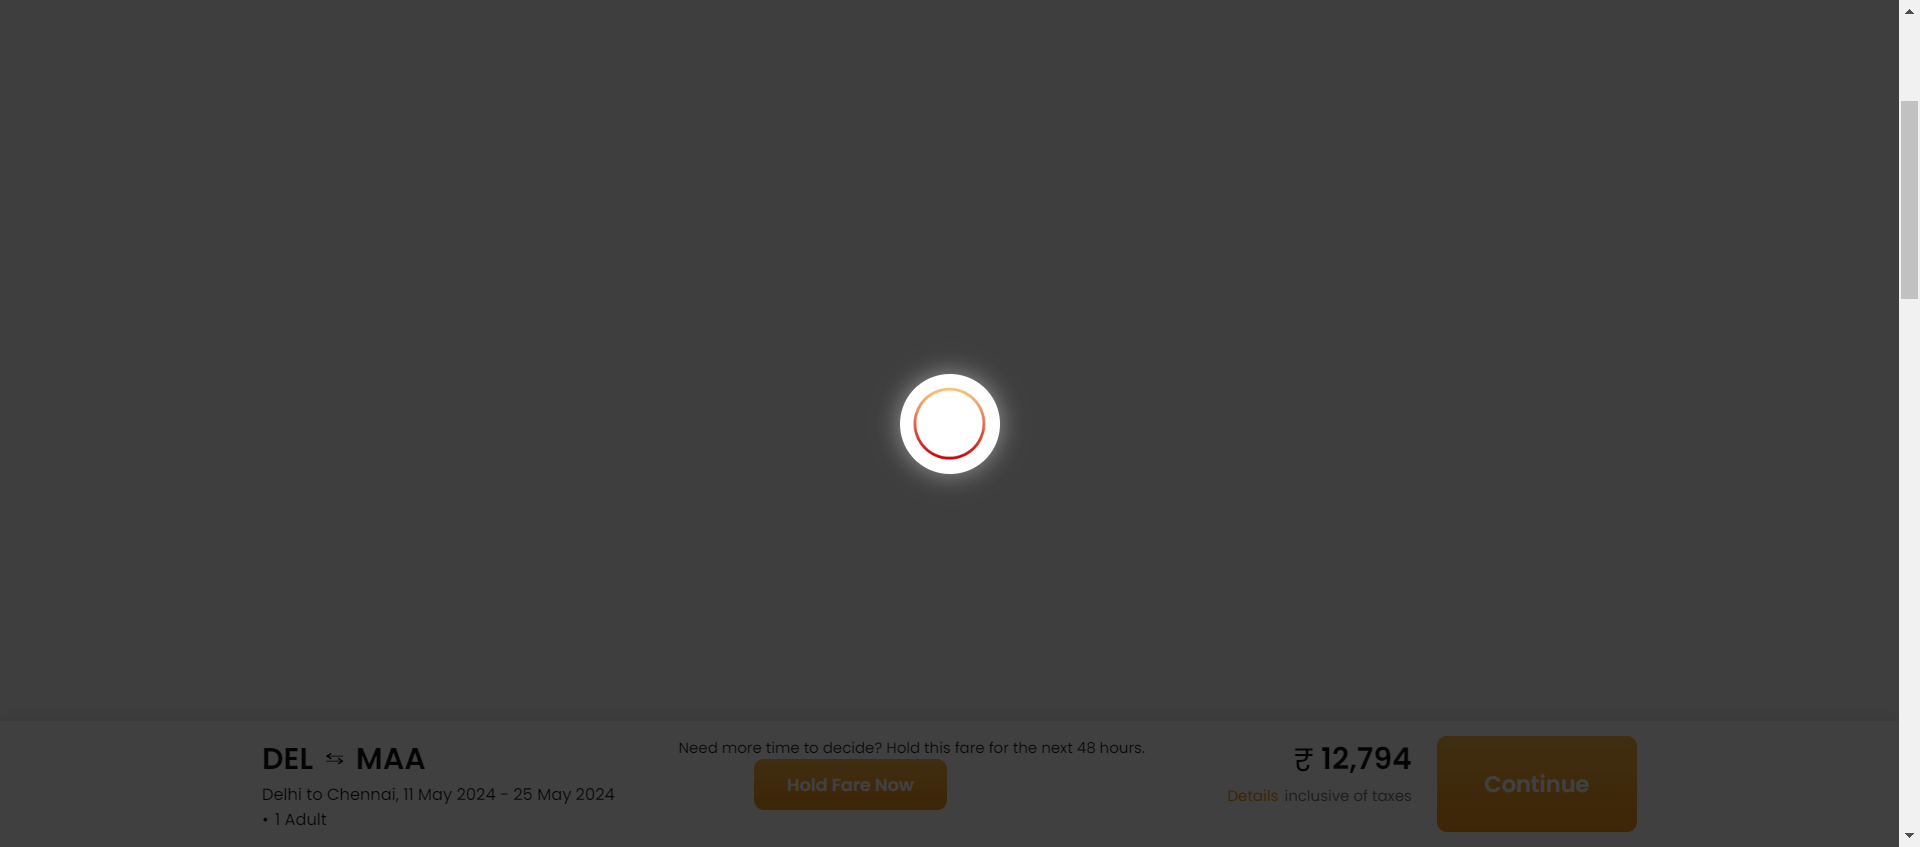 DEL ⇆ MAA
Delhi to Chennai, 11 May 2024 - 25 May 2024
• 1 Adult
Need more time to decide? Hold this fare for the next 48 hours.
Hold Fare Now
₹ 12,794
Details inclusive of taxes
Continue